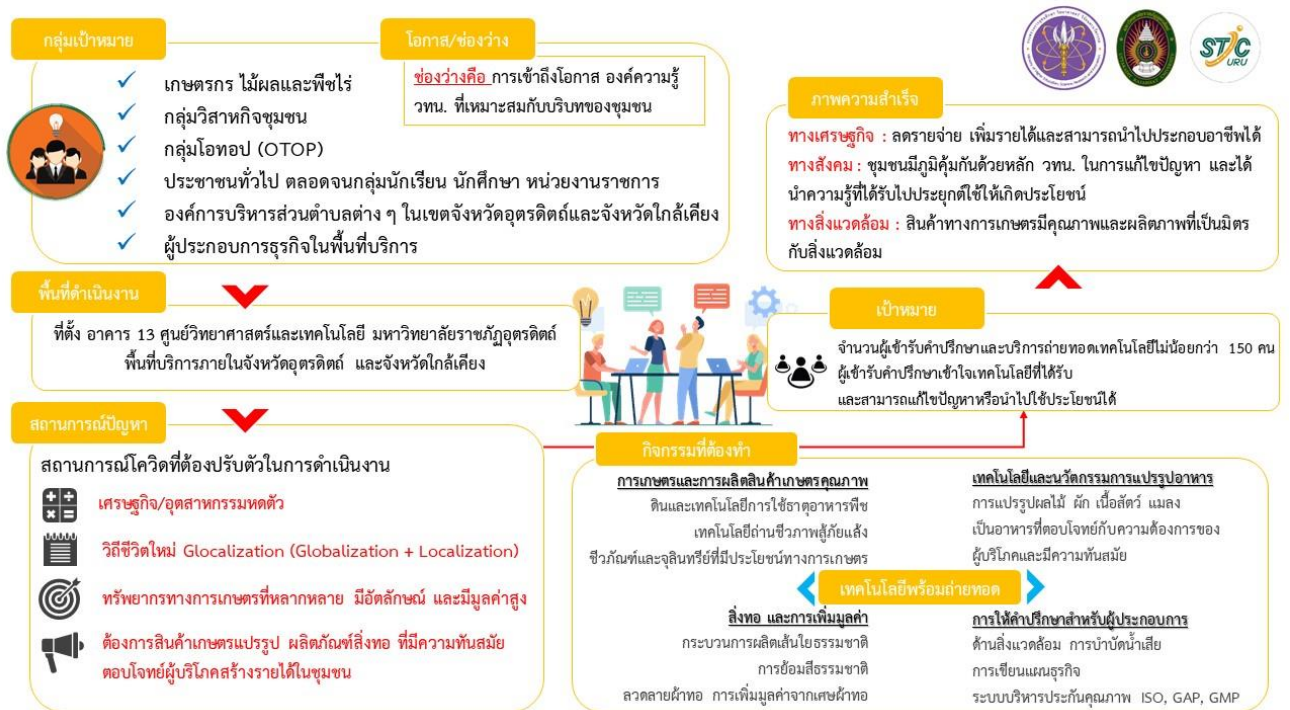 กลุ่มเป้าหมาย
เกษตรกร ไม้ผลและพืชไร่
กลุ่มวิสาหกิจชุมชน
กลุ่มโอทอป (OTOP)
ประชาชนทั่วไป ตลอดจนกลุ่มนักเรียน นักศึกษา หน่วยงานราชการ
องค์การบริหารส่วนตำบลต่าง ๆ ในเขตจังหวัดอุตรดิตถ์และจังหวัดใกล้เคียง
ผู้ประกอบการธุรกิจในพื้นที่บริการ
โอกาส/ช่องว่าง
ช่องว่างคือ การเข้าถึงโอกาส องค์ความรู้
วทน. ที่เหมาะสมกับบริบทของชุมชน
STIC
URU
ภาพความสำเร็จ
ทางเศรษฐกิจ : ลดรายจ่าย เพิ่มรายได้และสามารถนำไปประกอบอาชีพได้
ทางสังคม : ชุมชนมีภูมิคุ้มกันด้วยหลัก วทน. ในการแก้ไขปัญหา และได้
นำความรู้ที่ได้รับไปประยุกต์ใช้ให้เกิดประโยชน์
ทางสิ่งแวดล้อม : สินค้าทางการเกษตรมีคุณภาพและผลิตภาพที่เป็นมิตร
กับสิ่งแวดล้อม
พื้นที่ดำเนินงาน
ที่ตั้ง อาคาร 13 ศูนย์วิทยาศาสตร์และเทคโนโลยี มหาวิทยาลัยราชภัฏอุตรดิตถ์
พื้นที่บริการภายในจังหวัดอุตรดิตถ์ และจังหวัดใกล้เคียง
เป้าหมาย
จำนวนผู้เข้ารับคำปรึกษาและบริการถ่ายทอดเทคโนโลยีไม่น้อยกว่า 150 คน
ผู้เข้ารับคำปรึกษาเข้าใจเทคโนโลยีที่ได้รับ
และสามารถแก้ไขปัญหาหรือนำไปใช้ประโยชน์ได้
สถานการณ์ปัญหา
สถานการณ์โควิดที่ต้องปรับตัวในการดำเนินงาน
เศรษฐกิจ/อุตสาหกรรมหดตัว
วิถีชีวิตใหม่ Glocalization (Globalization + Localization)
ทรัพยากรทางการเกษตรที่หลากหลาย มีอัตลักษณ์ และมีมูลค่าสูง
ต้องการสินค้าเกษตรแปรรูป ผลิตภัณฑ์สิ่งทอ ที่มีความทันสมัย
ตอบโจทย์ผู้บริโภคสร้างรายได้ในชุมชน
กิจกรรมที่ต้องทำ
การเกษตรและการผลิตสินค้าเกษตรคุณภาพ
ดินและเทคโนโลยีการใช้ธาตุอาหารพืช
เทคโนโลยีถ่านชีวภาพสู้ภัยแล้ง
ชีวภัณฑ์และจุลินทรีย์ที่มีประโยชน์ทางการเกษตร
เทคโนโลยีและนวัตกรรมการแปรรูปอาหาร
การแปรรูปผลไม้ ผัก เนื้อสัตว์ แมลง
เป็นอาหารที่ตอบโจทย์กับความต้องการของ
ผู้บริโภคและมีความทันสมัย
เทคโนโลยีพร้อมถ่ายทอด
สิ่งทอ และการเพิ่มมูลค่า
กระบวนการผลิตเส้นใยธรรมชาติ
การย้อมสีธรรมชาติ
ลวดลายผ้าทอ การเพิ่มมูลค่าจากเศษผ้าทอ
การให้คำปรึกษาสำหรับผู้ประกอบการ
ด้านสิ่งแวดล้อม การบำบัดน้ำเสีย
การเขียนแผนธุรกิจ
ระบบบริหารประกันคุณภาพ ISO, GAP, GMP